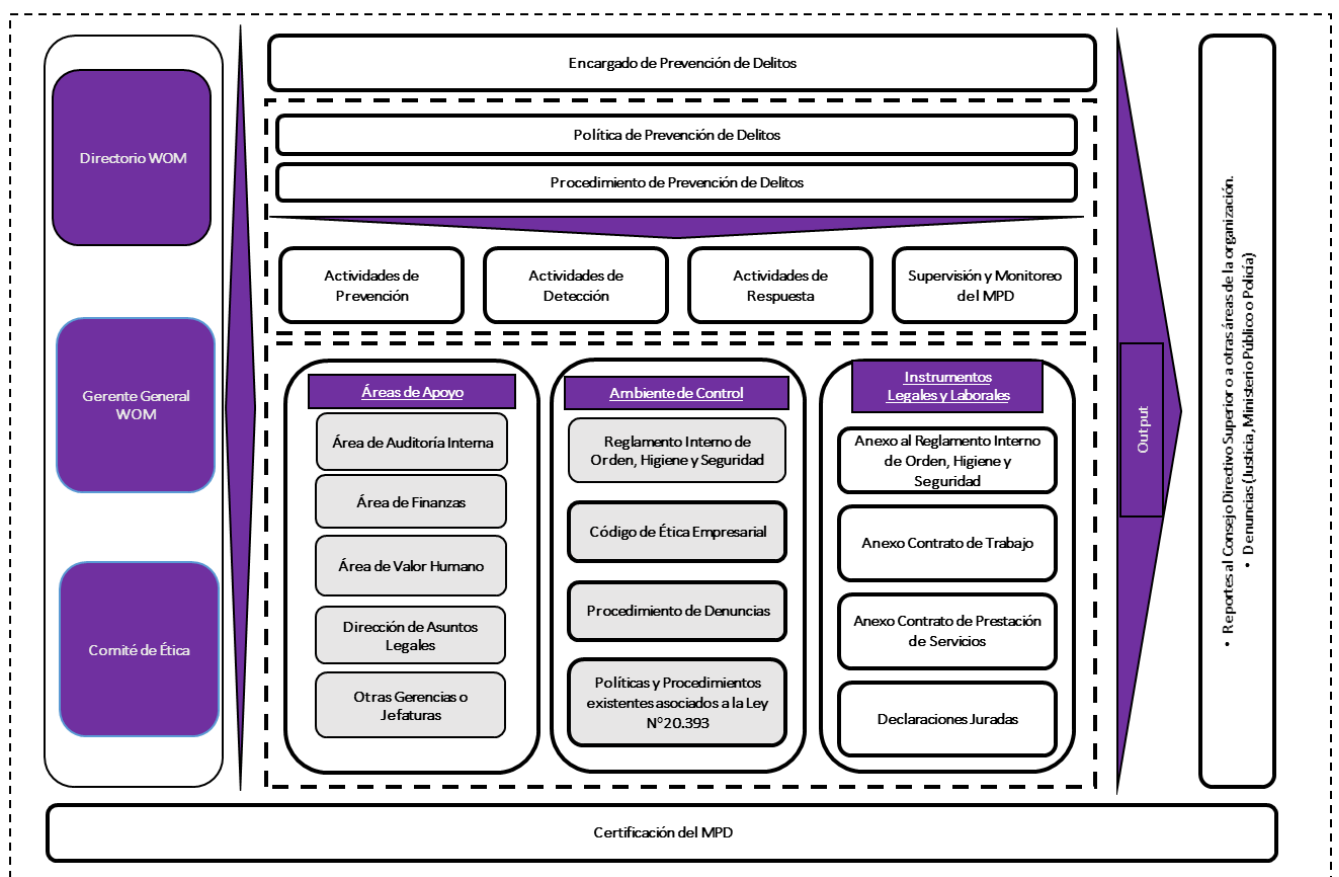 Directorio WOM
Gerente General
WOM
Comité de Ética
Encargado de Prevención de Delitos
Política de Prevención de Delitos
Procedimiento de Prevención de Delitos
Actividades de
Prevención
Actividades de
Detección
Actividades de
Respuesta
Supervisión y Monitoreo
del MPD
Áreas de Apoyo
Área de Auditoría Interna
Área de Finanzas
Área de Valor Humano
Dirección de Asuntos
Legales
Otras Gerencias o
Jefaturas
Ambiente de Control
Reglamento Interno de
Orden, Higiene y Seguridad
Código de Ética Empresarial
Procedimiento de Denuncias
Políticas y Procedimientos
existentes asociados a la Ley
N°20.393
Instrumentos
Legales y Laborales
Anexo al Reglamento Interno
de Orden, Higiene y
Seguridad
Anexo Contrato de Trabajo
Anexo Contrato de Prestación
de Servicios
Declaraciones Juradas
Output
• Reportes al Consejo Directivo Superior o a otras áreas de la organización.
• Denuncias (Justicia, Ministerio Público o Policía)
Certificación del MPD